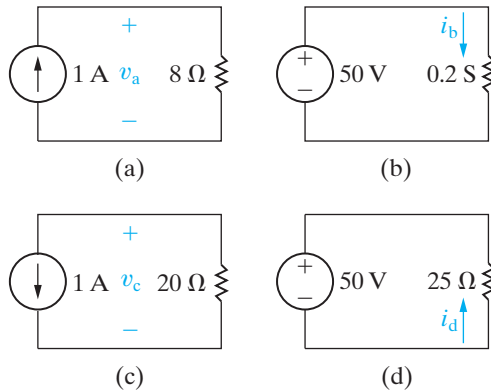 +
1 A v_a 8 Ω
−
(a)
i_b
+
− 50 V 0.2 S
(b)
+
1 A v_c 20 Ω
−
(c)
+
− 50 V 25 Ω
i_d
(d)